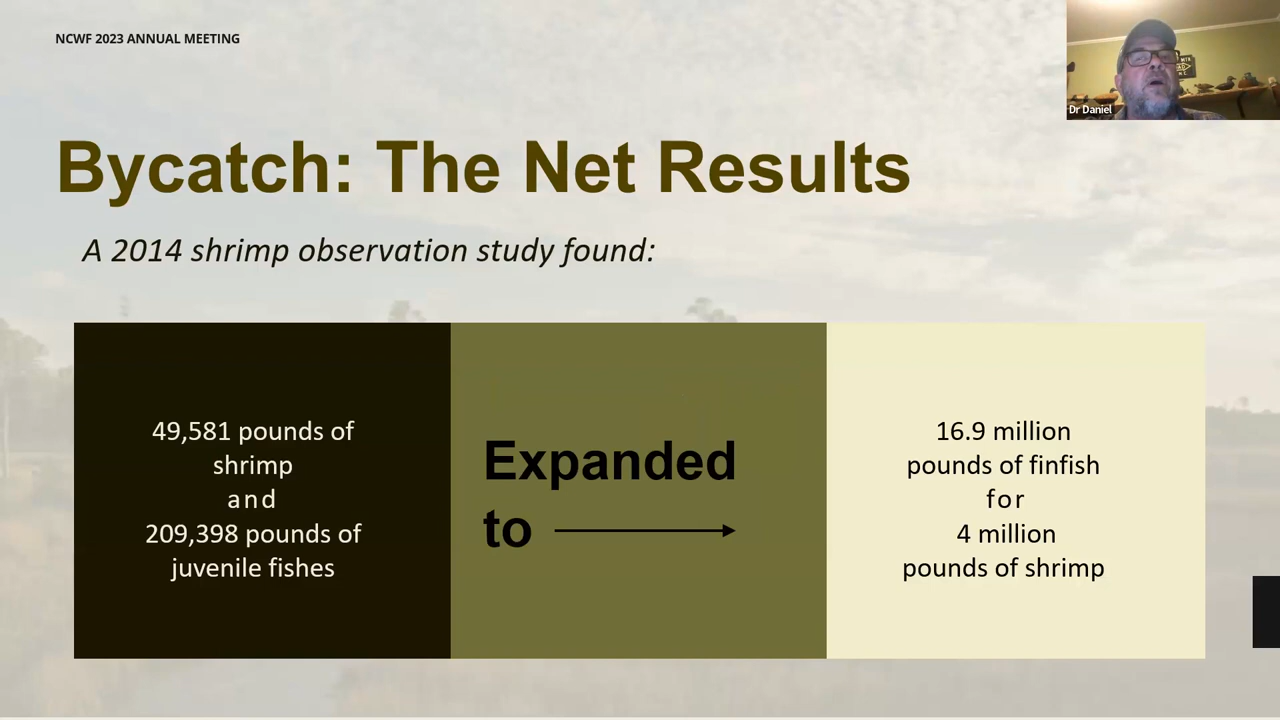 NCWF 2023 ANNUAL MEETING
Dr Daniel
Bycatch: The Net Results
A 2014 shrimp observation study found:
49,581 pounds of
shrimp
and
209,398 pounds of
juvenile fishes
Expanded
to
16.9 million
pounds of finfish
for
4 million
pounds of shrimp